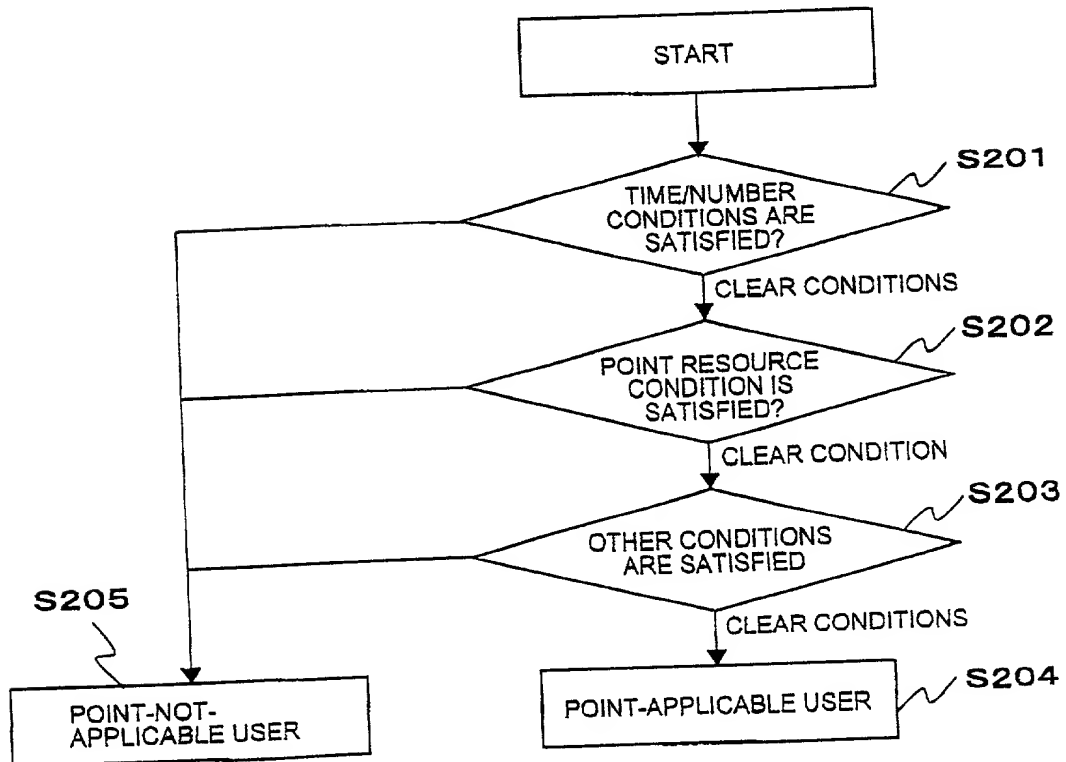 START
S201
TIME/NUMBER
CONDITIONS ARE
SATISFIED?
CLEAR CONDITIONS
S202
POINT RESOURCE
CONDITION IS
SATISFIED?
CLEAR CONDITION
S203
OTHER CONDITIONS
ARE SATISFIED
S205
CLEAR CONDITIONS
S204
POINT-NOT-
APPLICABLE USER
POINT-APPLICABLE USER